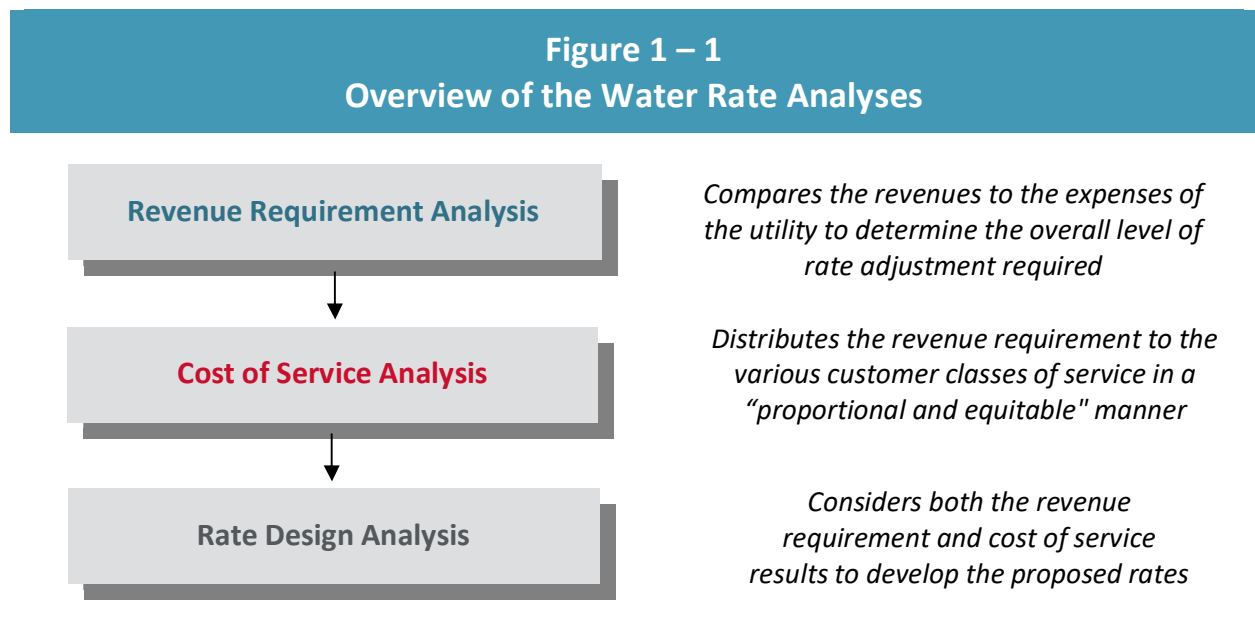 Figure 1 – 1
Overview of the Water Rate Analyses
Revenue Requirement Analysis
Compares the revenues to the expenses of
the utility to determine the overall level of
rate adjustment required
Cost of Service Analysis
Distributes the revenue requirement to the
various customer classes of service in a
“proportional and equitable" manner
Rate Design Analysis
Considers both the revenue
requirement and cost of service
results to develop the proposed rates